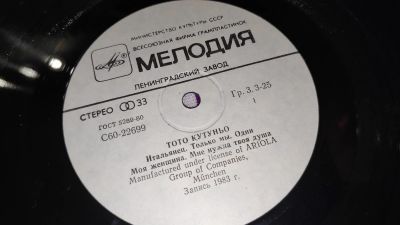 МИНИСТЕРСТВО КУЛЬТУРЫ СССР
ВСЕСОЮЗНАЯ ФИРМА ГРАМПЛАСТИНОК
МЕЛОДИЯ
ЛЕНИНГРАДСКИЙ ЗАВОД
СТЕРЕО 33
ГОСТ 5289-80
С60-22699
Гр. 3. 3-25
1
ТОТО КУТУНЬО
Итальянец. Только мы. Один
Моя женщина. Мне нужна твоя душа
Manufactured under license of ARIOLA
Group of Companies,
München
Запись 1983 г.